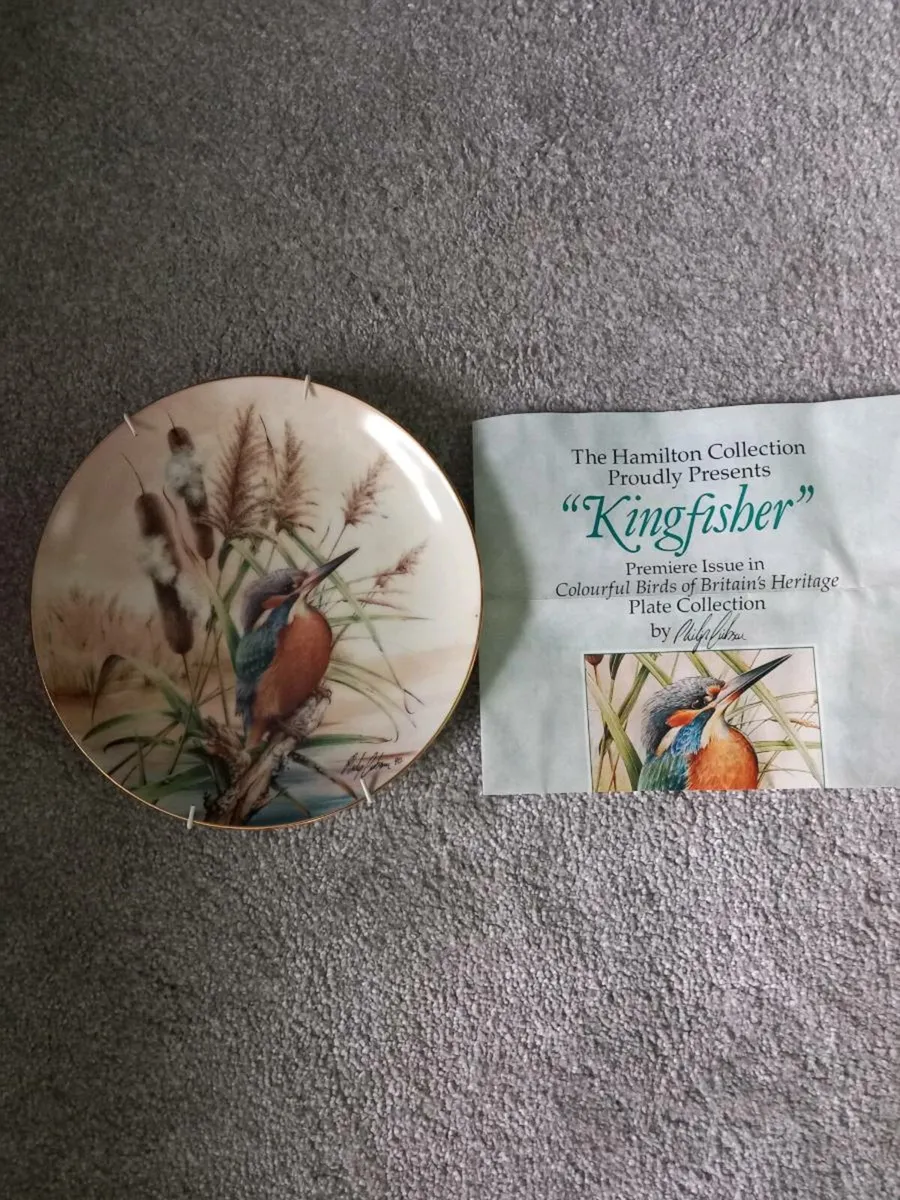 The Hamilton Collection
Proudly Presents
"Kingfisher"
Premiere Issue in
Colourful Birds of Britain's Heritage
Plate Collection
by